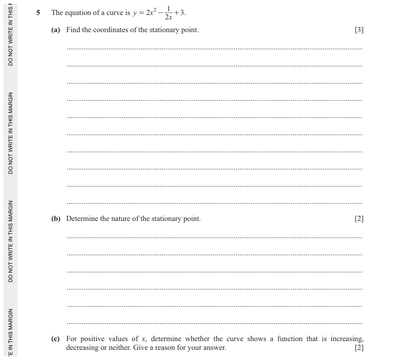 DO NOT WRITE IN THIS
DO NOT WRITE IN THIS MARGIN
DO NOT WRITE IN THIS MARGIN
E IN THIS MARGIN
5 The equation of a curve is y = 2x² − 1/2x + 3.
(a) Find the coordinates of the stationary point. [3]
(b) Determine the nature of the stationary point. [2]
(c) For positive values of x, determine whether the curve shows a function that is increasing,
decreasing or neither. Give a reason for your answer. [2]